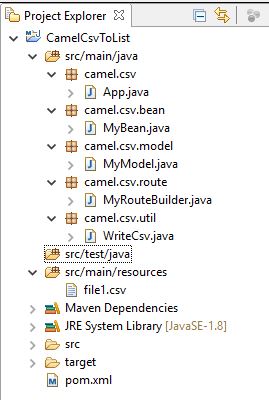 Project Explorer
CamelCsvToList
src/main/java
camel.csv
App.java
camel.csv.bean
MyBean.java
camel.csv.model
MyModel.java
camel.csv.route
MyRouteBuilder.java
camel.csv.util
WriteCsv.java
src/test/java
src/main/resources
file1.csv
Maven Dependencies
JRE System Library [JavaSE-1.8]
src
target
pom.xml